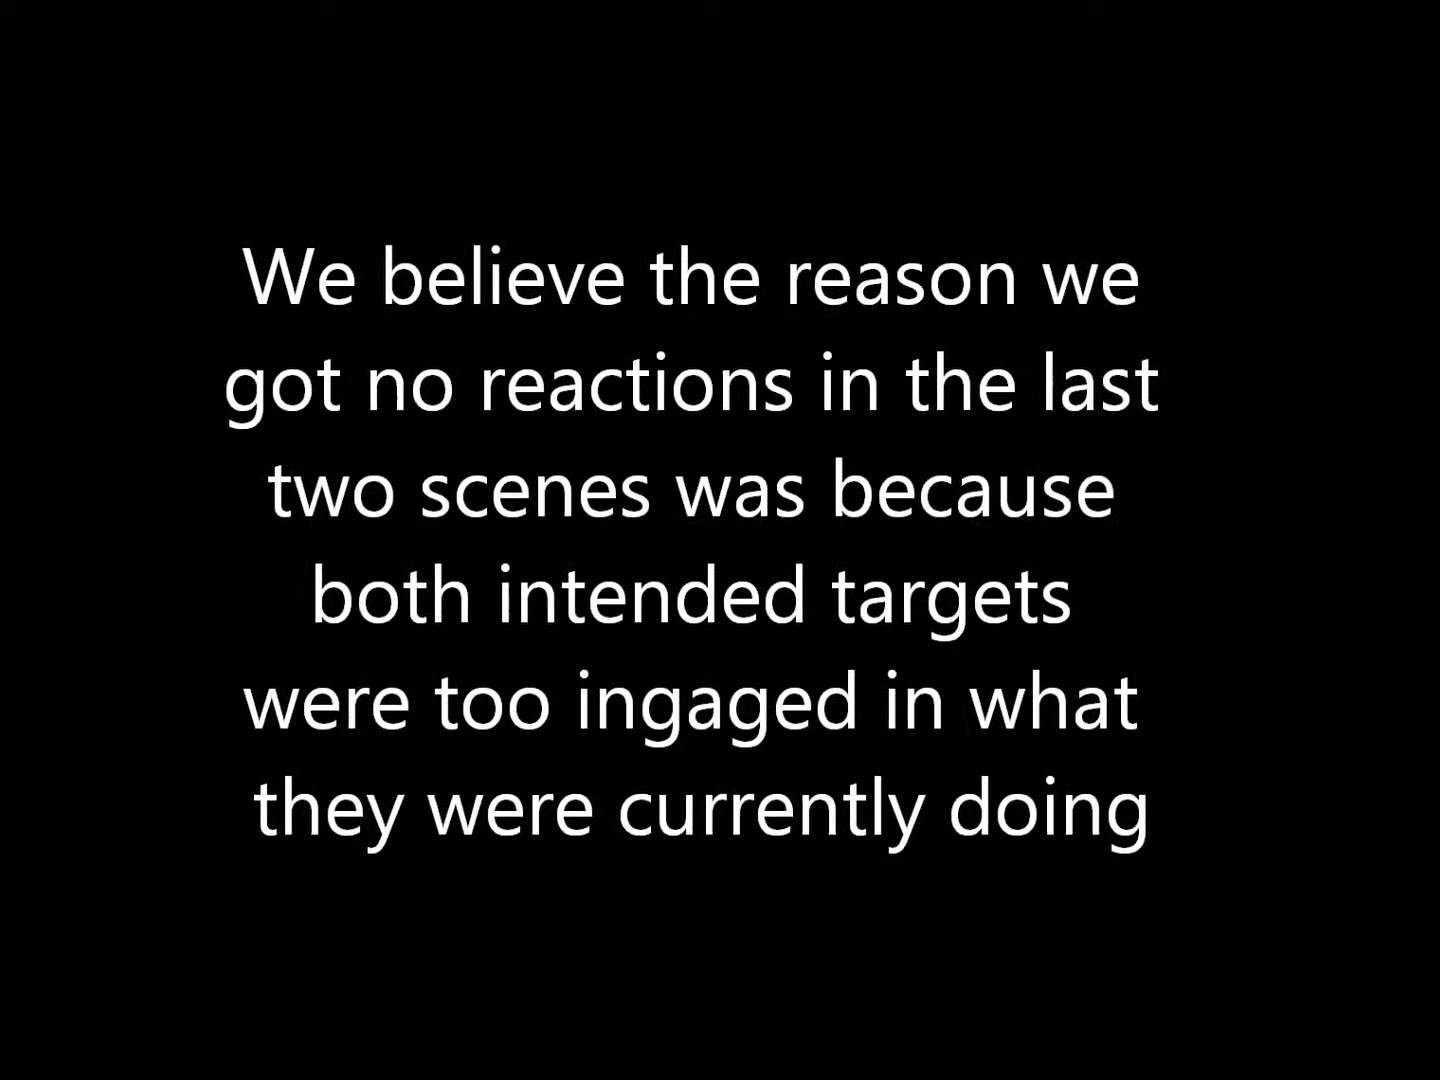 We believe the reason we
got no reactions in the last
two scenes was because
both intended targets
were too ingaged in what
they were currently doing